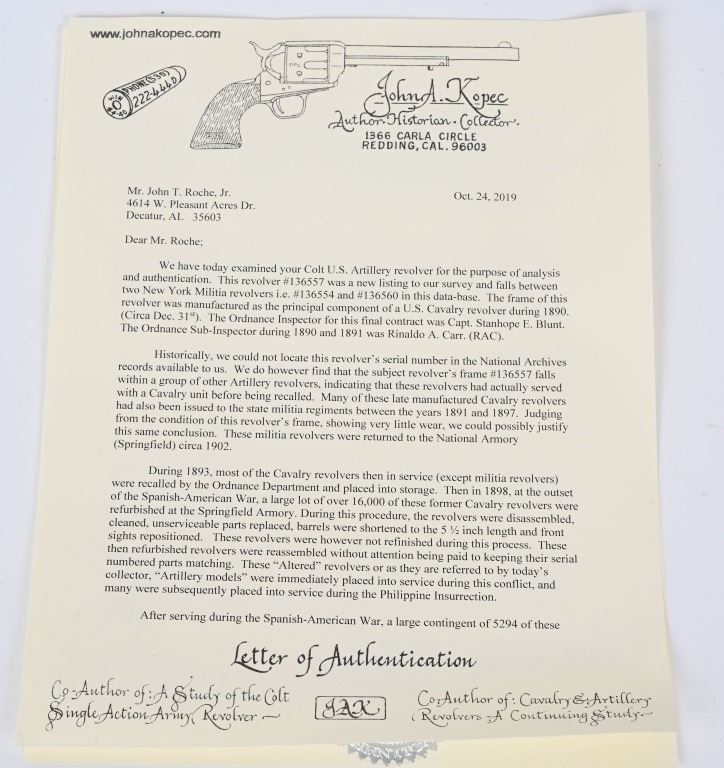 www.johnakopec.com
PHONE (530)
222-4440
John A. Kopec
Author. Historian. Collector.
1366 CARLA CIRCLE
REDDING, CAL. 96003
Mr. John T. Roche, Jr.
4614 W. Pleasant Acres Dr.
Decatur, AL 35603
Oct. 24, 2019
Dear Mr. Roche;
We have today examined your Colt U.S. Artillery revolver for the purpose of analysis
and authentication. This revolver #136557 was a new listing to our survey and falls between
two New York Militia revolvers i.e. #136554 and #136560 in this data-base. The frame of this
revolver was manufactured as the principal component of a U.S. Cavalry revolver during 1890.
(Circa Dec. 31st). The Ordnance Inspector for this final contract was Capt. Stanhope E. Blunt.
The Ordnance Sub-Inspector during 1890 and 1891 was Rinaldo A. Carr. (RAC).
Historically, we could not locate this revolver's serial number in the National Archives
records available to us. We do however find that the subject revolver's frame #136557 falls
within a group of other Artillery revolvers, indicating that these revolvers had actually served
with a Cavalry unit before being recalled. Many of these late manufactured Cavalry revolvers
had also been issued to the state militia regiments between the years 1891 and 1897. Judging
from the condition of this revolver's frame, showing very little wear, we could possibly justify
this same conclusion. These militia revolvers were returned to the National Armory
(Springfield) circa 1902.
During 1893, most of the Cavalry revolvers then in service (except militia revolvers)
were recalled by the Ordnance Department and placed into storage. Then in 1898, at the outset
of the Spanish-American War, a large lot of over 16,000 of these former Cavalry revolvers were
refurbished at the Springfield Armory. During this procedure, the revolvers were disassembled,
cleaned, unserviceable parts replaced, barrels were shortened to the 5 ½ inch length and front
sights repositioned. These revolvers were however not refinished during this process. These
then refurbished revolvers were reassembled without attention being paid to keeping their serial
numbered parts matching. These “Altered” revolvers or as they are referred to by today's
collector, “Artillery models” were immediately placed into service during this conflict, and
many were subsequently placed into service during the Philippine Insurrection.
After serving during the Spanish-American War, a large contingent of 5294 of these
Letter of Authentication
Co-Author of: A Study of the Colt
Single Action Army, Revolver~
JAK
Co-Author of: Cavalry & Artillery
Revolvers-A Continuing Study~